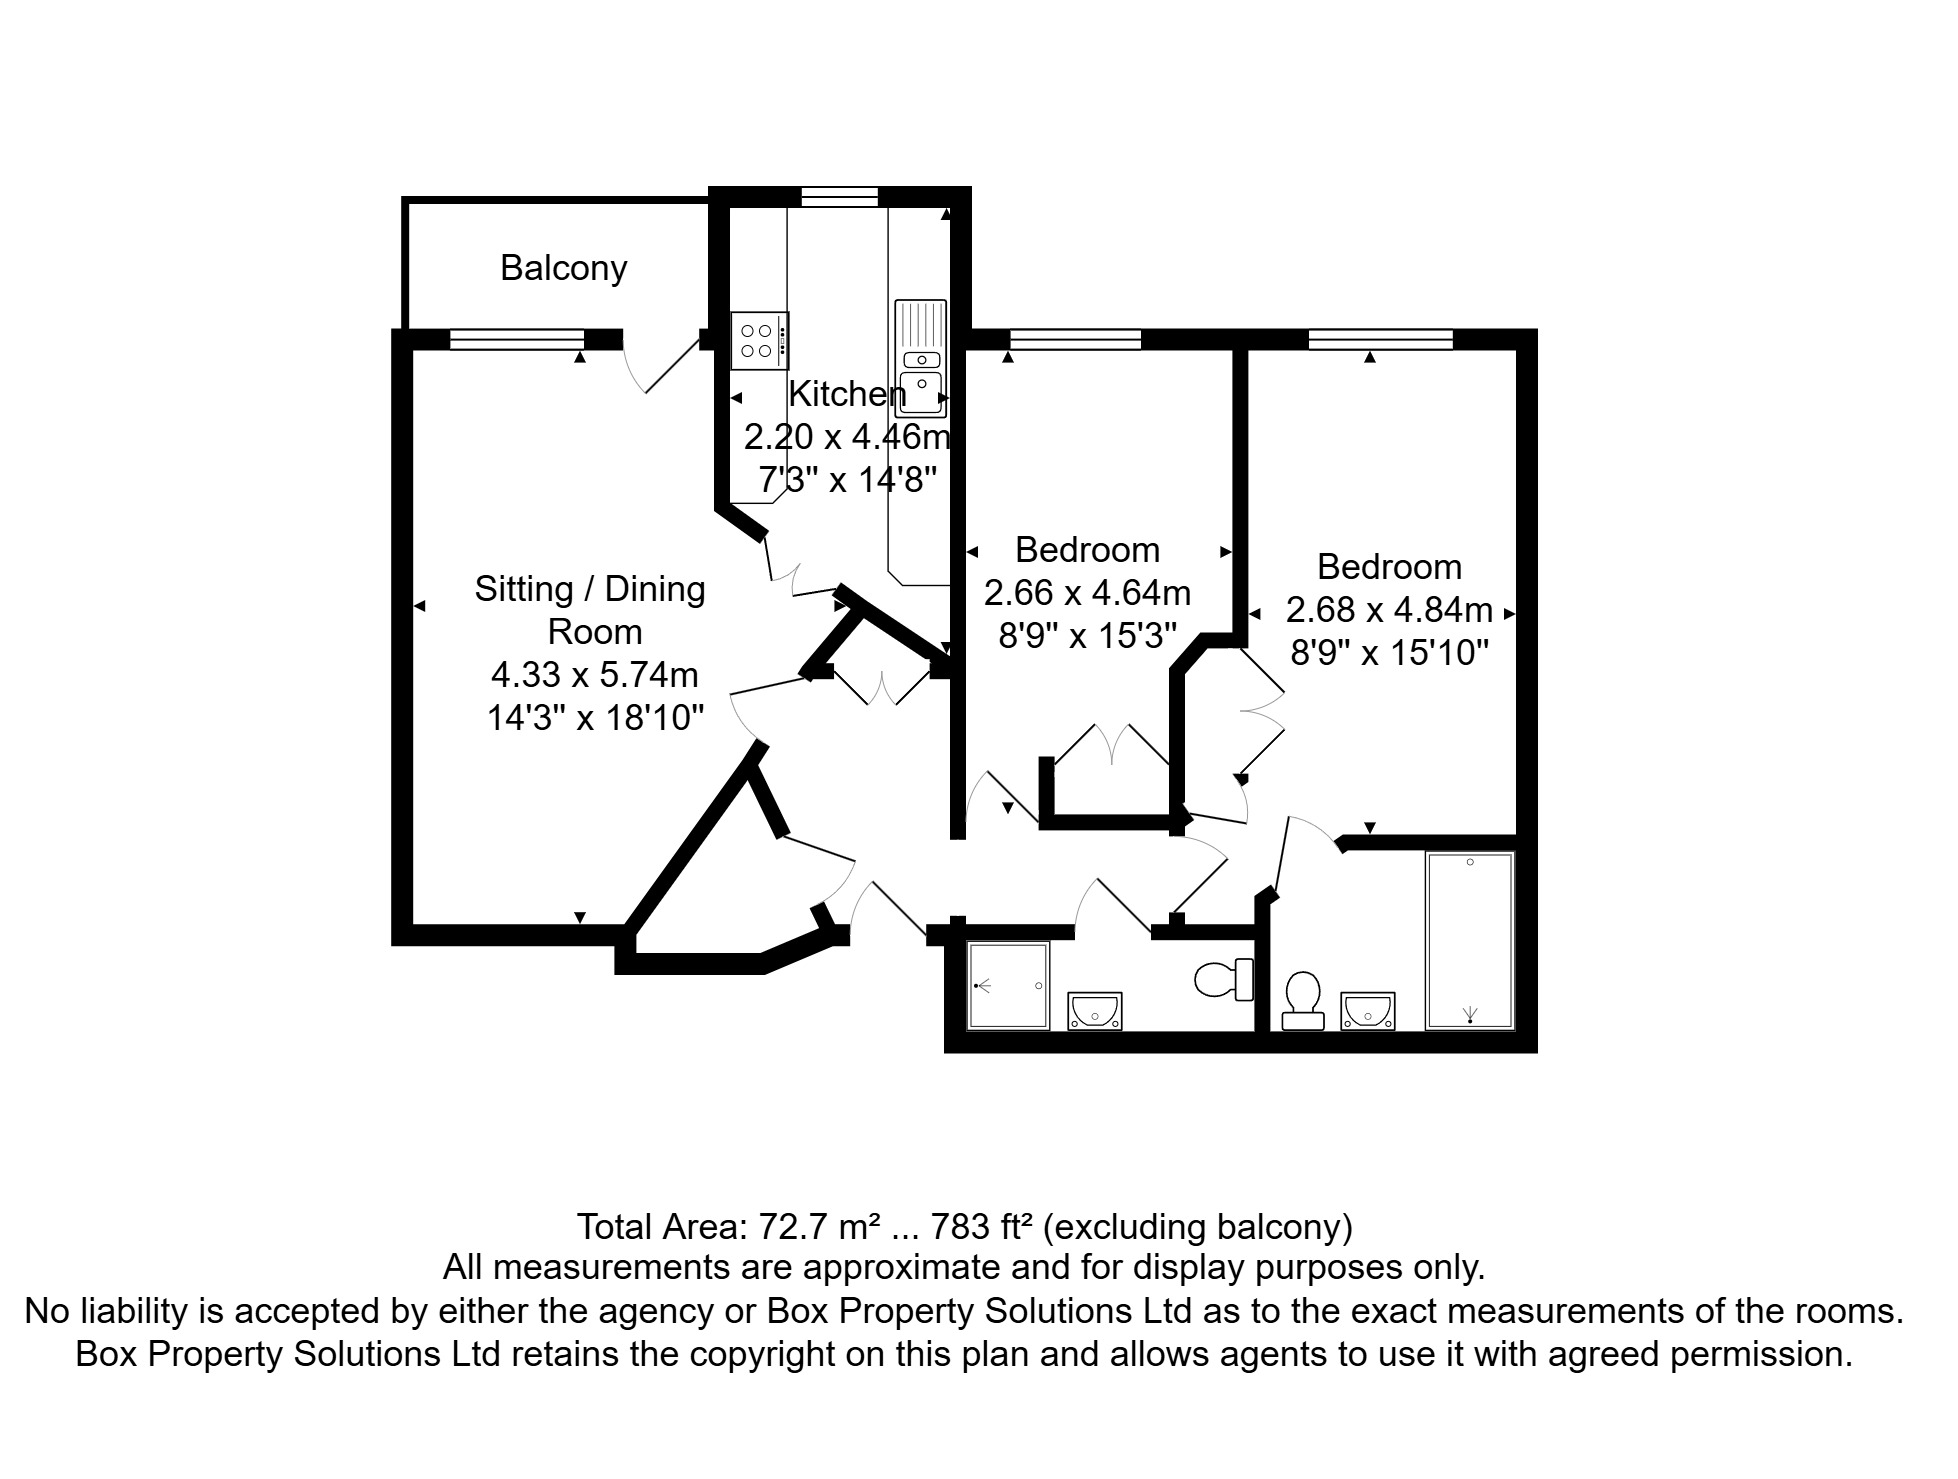 Balcony
Kitchen
2.20 x 4.46m
7'3" x 14'8"
Sitting / Dining
Room
4.33 x 5.74m
14'3" x 18'10"
Bedroom
2.66 x 4.64m
8'9" x 15'3"
Bedroom
2.68 x 4.84m
8'9" x 15'10"
Total Area: 72.7 m² ... 783 ft² (excluding balcony)
All measurements are approximate and for display purposes only.
No liability is accepted by either the agency or Box Property Solutions Ltd as to the exact measurements of the rooms.
Box Property Solutions Ltd retains the copyright on this plan and allows agents to use it with agreed permission.